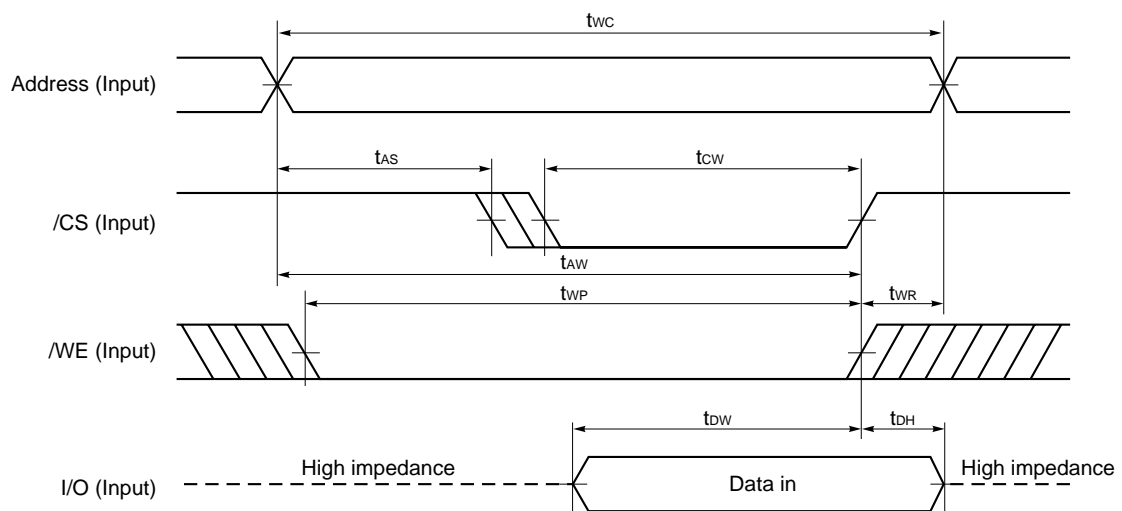 tWC
Address (Input)
tAS
tCW
/CS (Input)
tAW
tWP
tWR
/WE (Input)
tDW
tDH
High impedance
High impedance
I/O (Input)
Data in